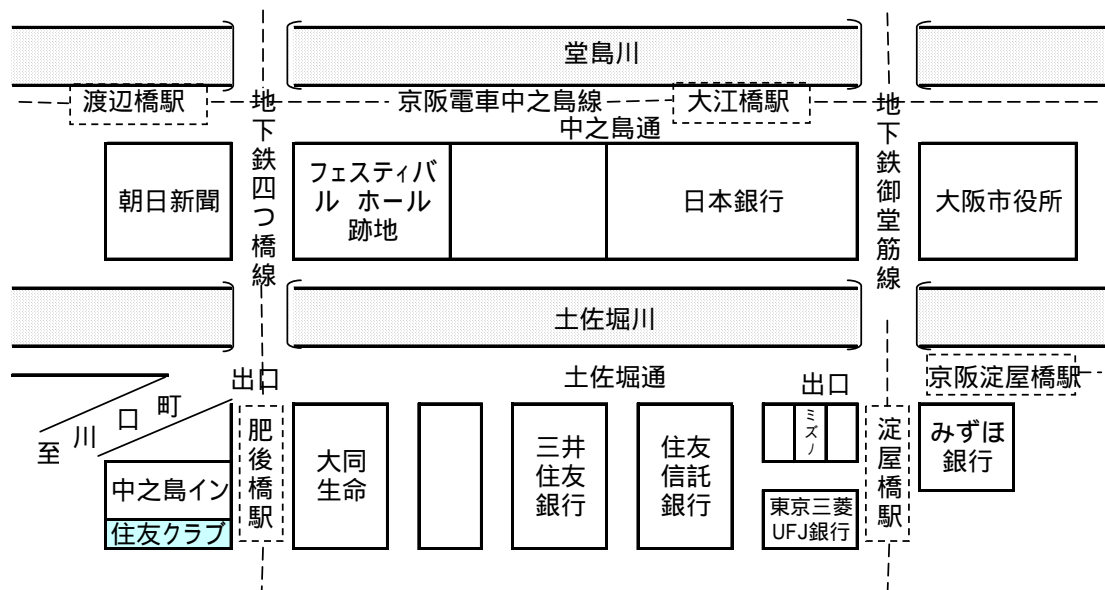 堂島川
渡辺橋駅
京阪電車中之島線
大江橋駅
中之島通
地下鉄四つ橋線
地下鉄御堂筋線
朝日新聞
フェスティバ
ル ホール
跡地
日本銀行
大阪市役所
土佐堀川
出口
土佐堀通
出口
京阪淀屋橋駅
至川口町
肥後橋駅
大同
生命
三井
住友
銀行
住友
信託
銀行
ミズノ
淀屋橋駅
みずほ
銀行
中之島イン
住友クラブ
東京三菱
UFJ銀行